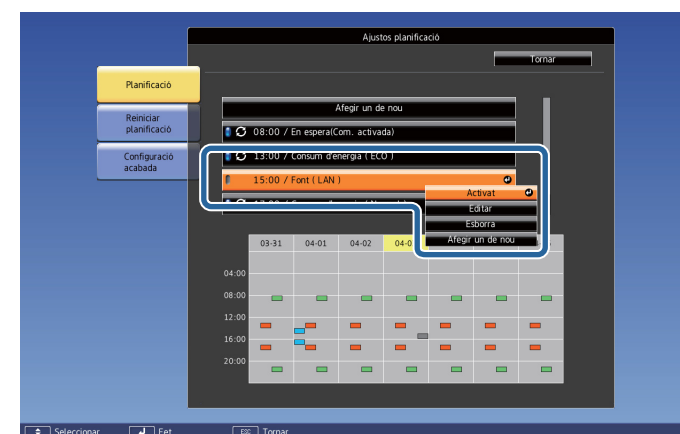 Ajustos planificació
Tornar
Planificació
Reiniciar
planificació
Configuració
acabada
Afegir un de nou
08:00 / En espera(Com. activada)
13:00 / Consum d'energia ( ECO )
15:00 / Font ( LAN )
Activat
Editar
Esborra
Afegir un de nou
03-31 04-01 04-02
04:00
08:00
12:00
16:00
20:00
Seleccionar Fet ESC Tornar